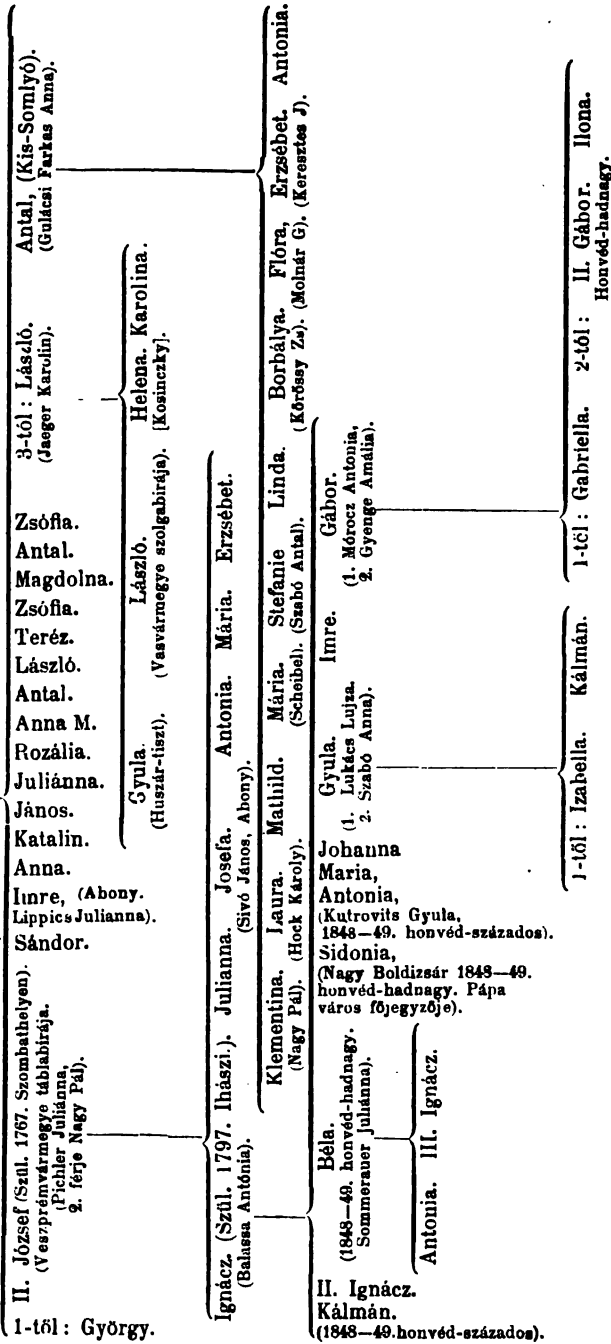 1-től : György.
II. József (Szül. 1767. Szombathelyen).
(Veszprémvármegye táblabirája.
(Pichler Juliánna,
2. férje Nagy Pál).
Sándor.
Imre, (Abony.
Lippics Julianna).
Anna.
Katalin.
János.
Juliánna.
Rozália.
Anna M.
Antal.
László.
Teréz.
Zsófia.
Magdolna.
Antal.
Zsófia.
3-tól : László.
(Jaeger Karolin).
Antal, (Kis-Somlyó).
(Gulácsi Farkas Anna).
Gyula.
(Huszár-tiszt).
László.
(Vasvármegye szolgabirája).
Helena. Karolina.
[Kosinczky].
Ignácz. (Szül. 1797. Ihászi.). Julianna. Josefa. Antonia. Mária. Erzsébet.
(Balassa Antónia). (Sivó János, Abony).
Klementina. Laura. Mathild. Mária. Stefanie Linda. Borbálya. Flóra, Erzsébet. Antonia.
(Nagy Pál). (Hock Károly). (Scheibel). (Szabó Antal). (Kőrössy Zs). (Molnár G). (Keresztes J).
II. Ignácz.
Kálmán.
(1848—49.honvéd-százados).
Béla.
(1848—49. honvéd-hadnagy.
Sommerauer Juliánna).
Sidonia,
(Nagy Boldizsár 1848—49.
honvéd-hadnagy. Pápa
város főjegyzője).
Antonia,
(Kutrovits Gyula,
1848—49. honvéd-százados).
Maria,
Johanna
Gyula.
(1. Lukács Lujza.
2. Szabó Anna).
Imre.
Gábor.
(1. Mórocz Antonia,
2. Gyenge Amália).
Antonia. III. Ignácz.
1-től : Izabella. Kálmán.
1-től : Gabriella. 2-tól : II. Gábor. Ilona.
Honvéd-hadnagy.